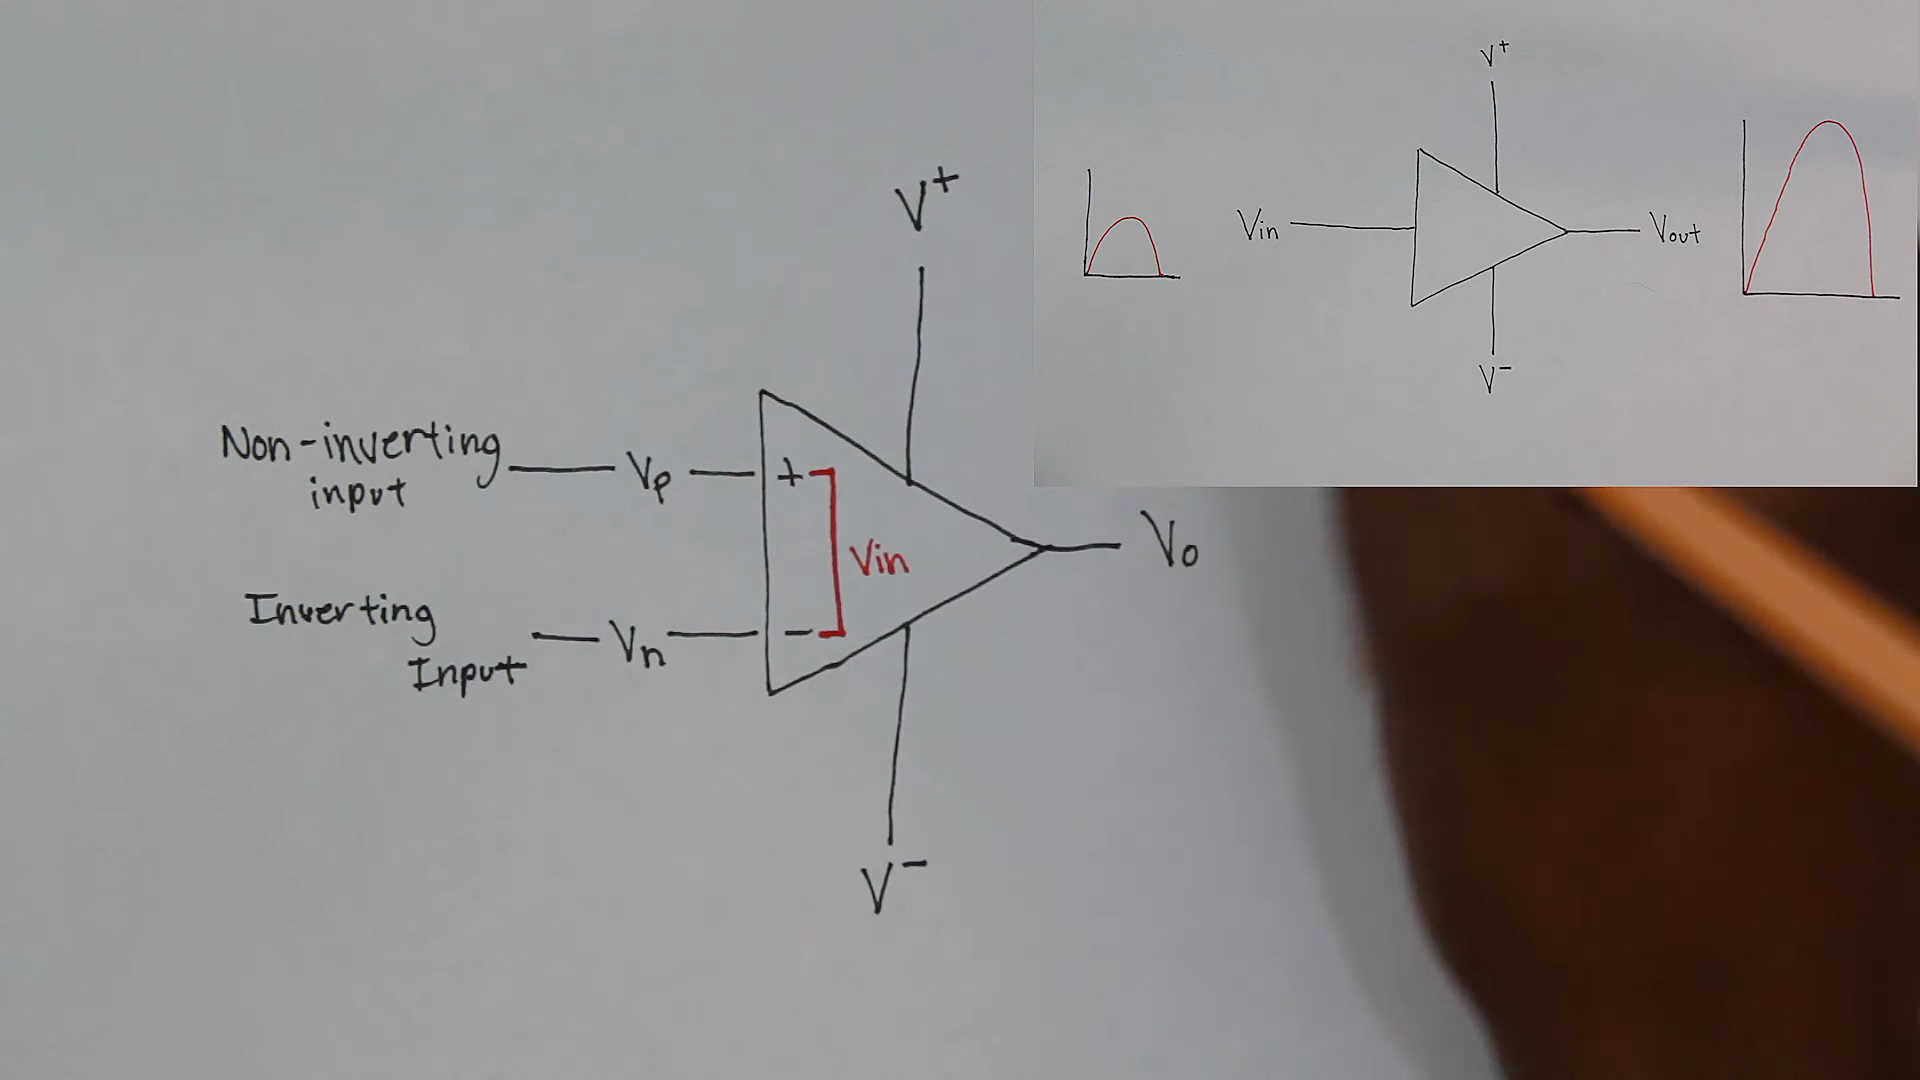 V+
Non-inverting
input
Vp
+
Vin
Inverting
Input
Vn
−
Vo
V−
V+
Vin
Vout
V−